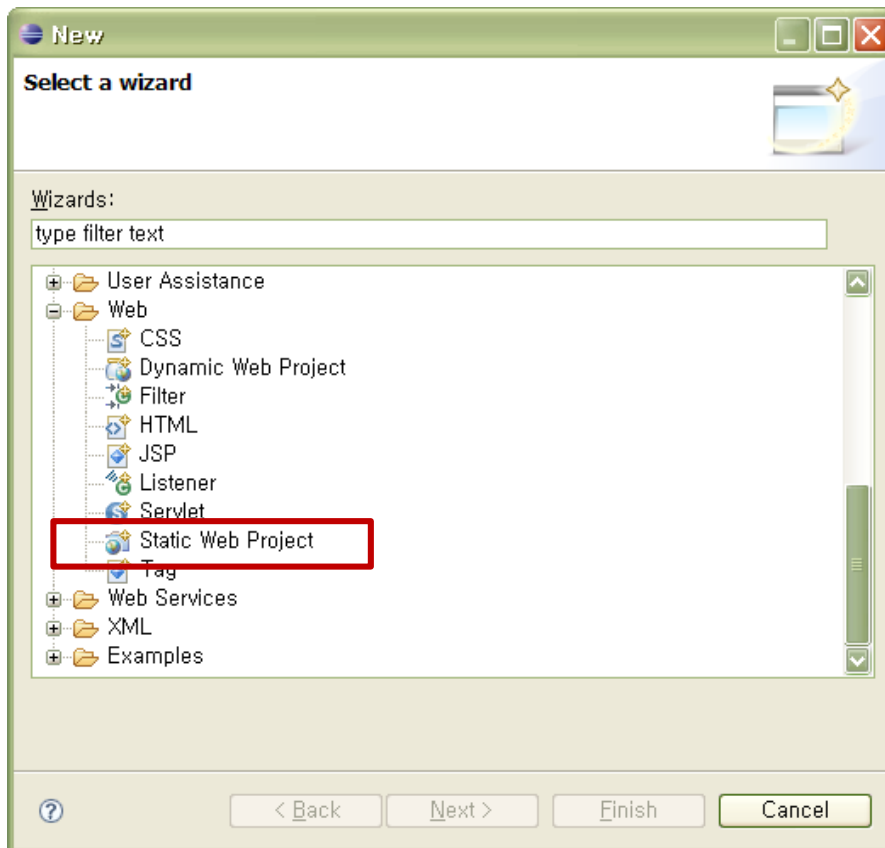 New
Select a wizard
Wizards:
type filter text
User Assistance
Web
CSS
Dynamic Web Project
Filter
HTML
JSP
Listener
Servlet
Static Web Project
Tag
Web Services
XML
Examples
< Back Next > Finish Cancel